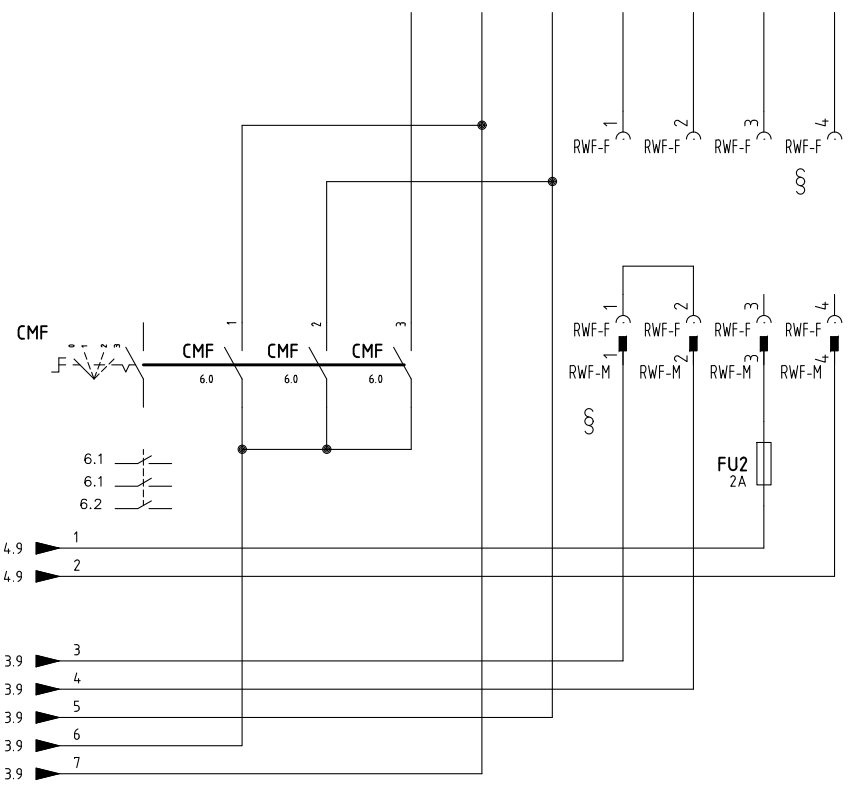 1 2 3 4
RWF-F RWF-F RWF-F RWF-F
§
1 2 3 4
CMF
0 1 2 3
1 2 3
CMF CMF CMF
6.0 6.0 6.0
RWF-F RWF-F RWF-F RWF-F
1 2 3 4
RWF-M RWF-M RWF-M RWF-M
§
6.1
6.1
6.2
FU2
2A
4.9 1
4.9 2
3.9 3
3.9 4
3.9 5
3.9 6
3.9 7